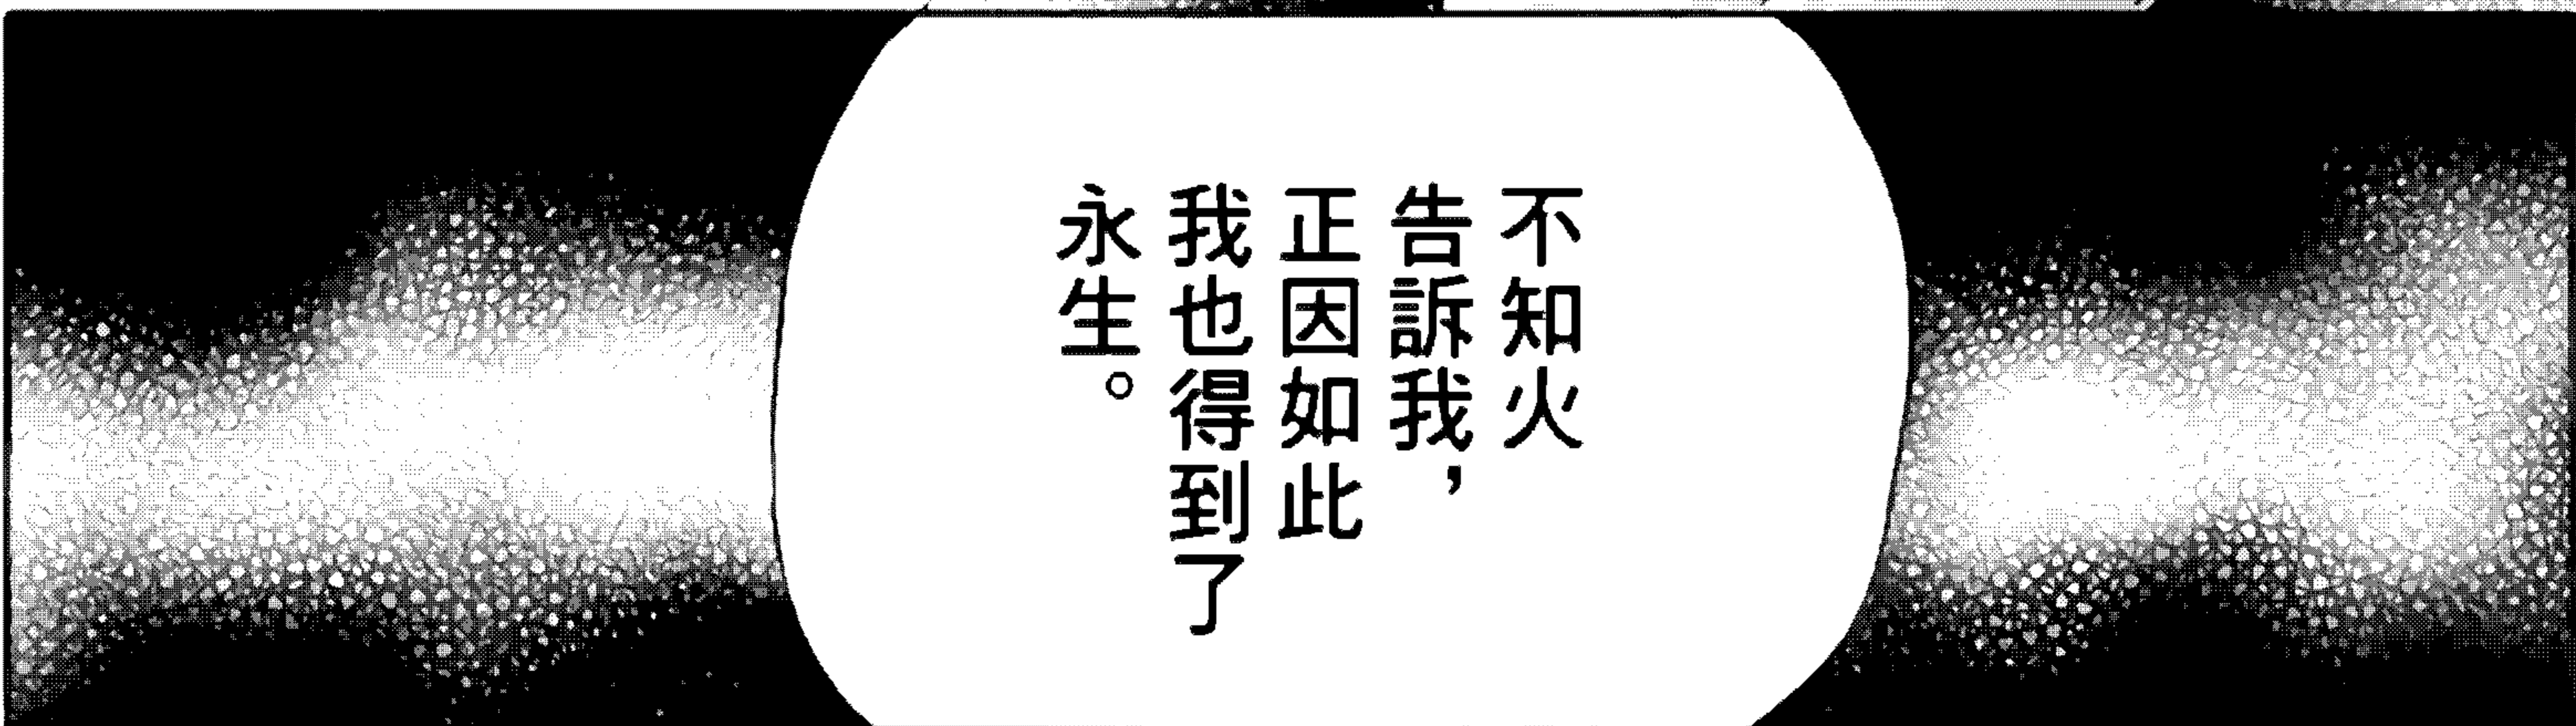 不知火
告訴我，
正因如此
我也得到了
永生。